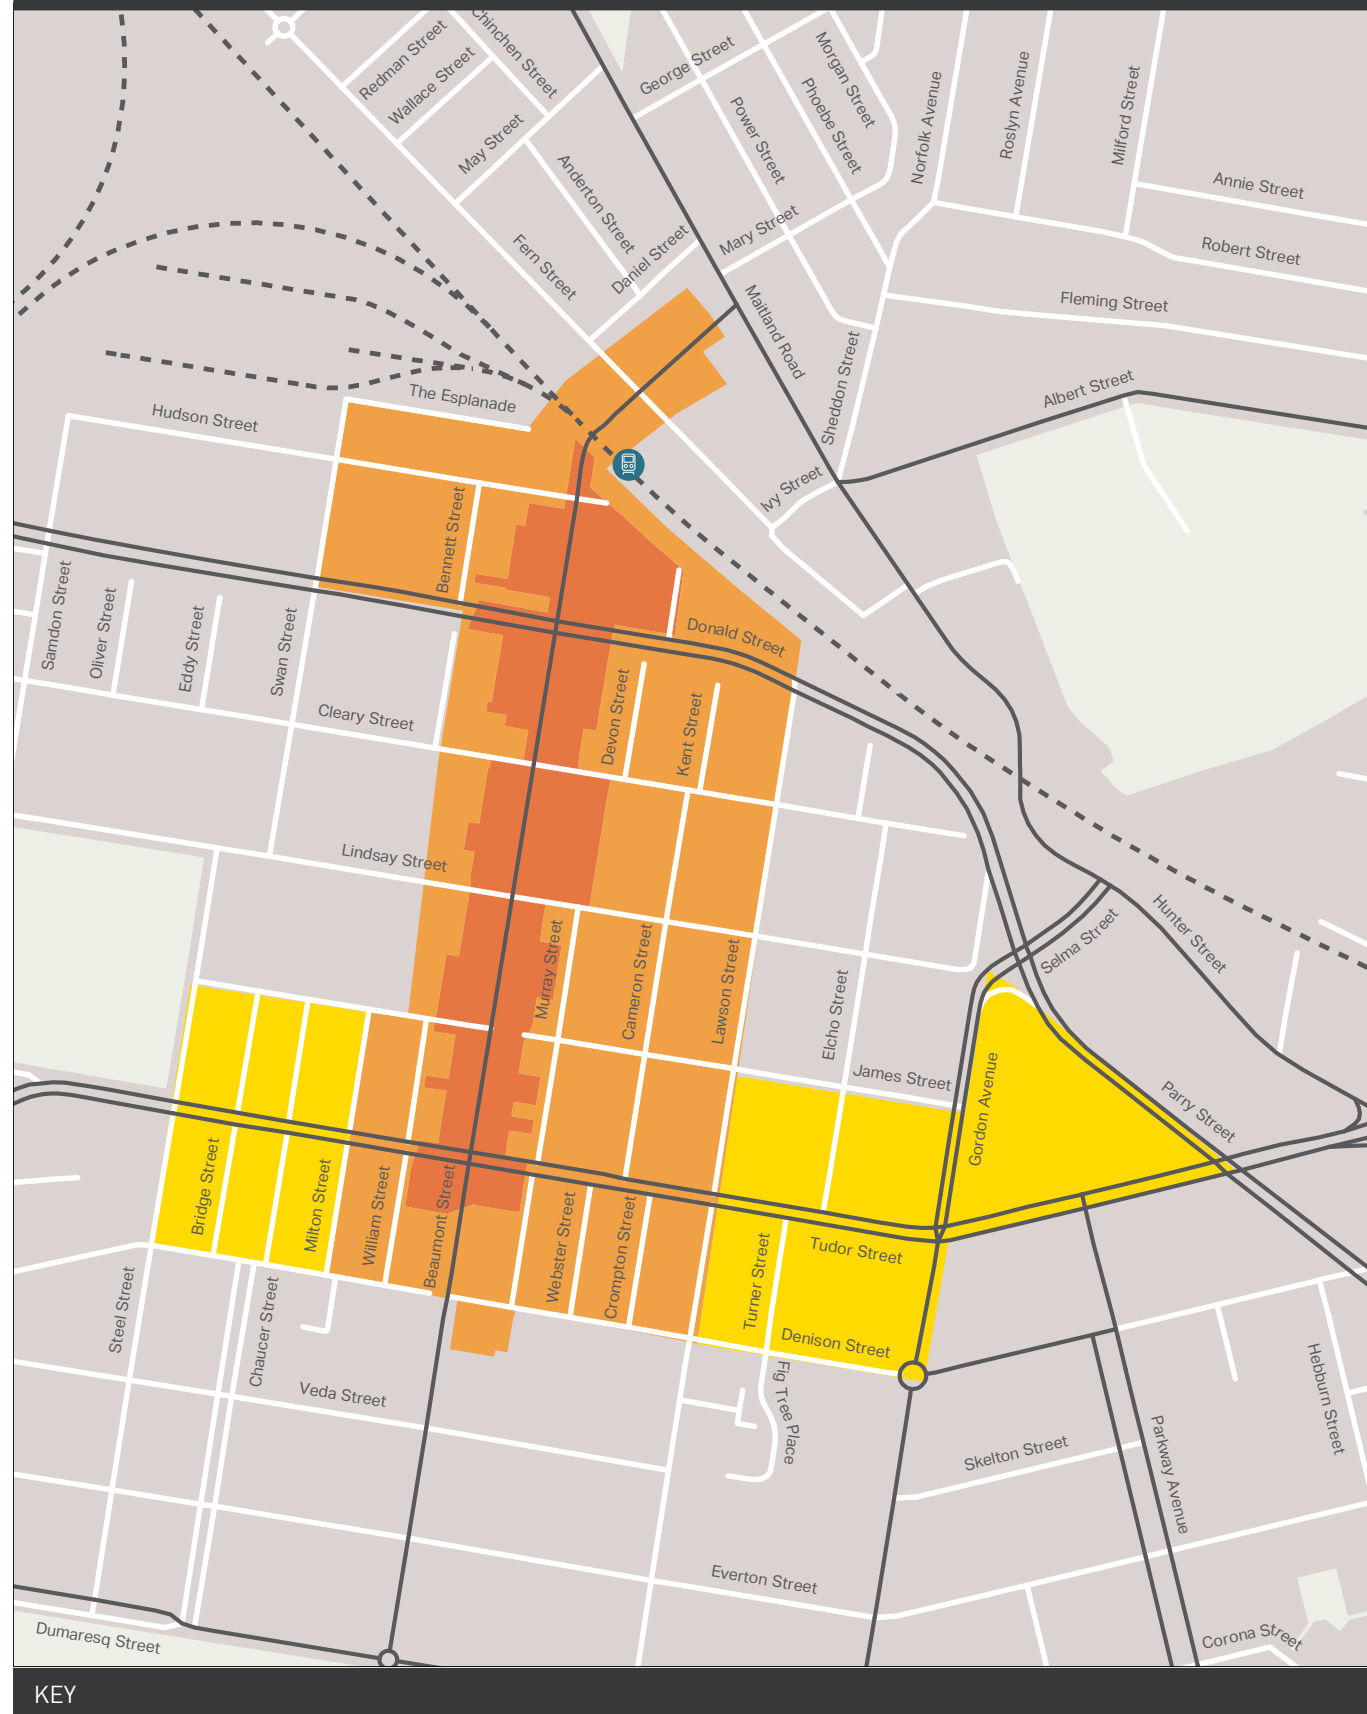 Chinchen Street
Redman Street
Wallace Street
George Street
Morgan Street
Phoebe Street
Power Street
Norfolk Avenue
Roslyn Avenue
Milford Street
May Street
Anderton Street
Annie Street
Mary Street
Daniel Street
Fern Street
Robert Street
Maitland Road
Fleming Street
Sheddon Street
Albert Street
The Esplanade
Hudson Street
Ivy Street
Bennett Street
Samdon Street
Oliver Street
Eddy Street
Swan Street
Donald Street
Devon Street
Kent Street
Cleary Street
Lindsay Street
Murray Street
Cameron Street
Lawson Street
Elcho Street
Selma Street
Hunter Street
James Street
Gordon Avenue
Parry Street
Bridge Street
Milton Street
William Street
Beaumont Street
Webster Street
Crompton Street
Turner Street
Tudor Street
Denison Street
Steel Street
Chaucer Street
Veda Street
Fig Tree Place
Hebburn Street
Skelton Street
Parkway Avenue
Everton Street
Dumaresq Street
Corona Street
KEY